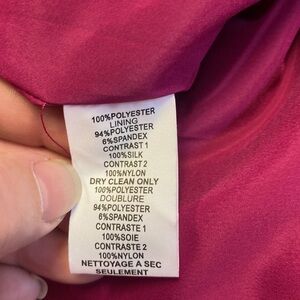 100%POLYESTER
LINING
94%POLYESTER
6%SPANDEX
CONTRAST 1
100%SILK
CONTRAST 2
100%NYLON
DRY CLEAN ONLY
100%POLYESTER
DOUBLURE
94%POLYESTER
6%SPANDEX
CONTRASTE 1
100%SOIE
CONTRASTE 2
100%NYLON
NETTOYAGE A SEC
SEULEMENT